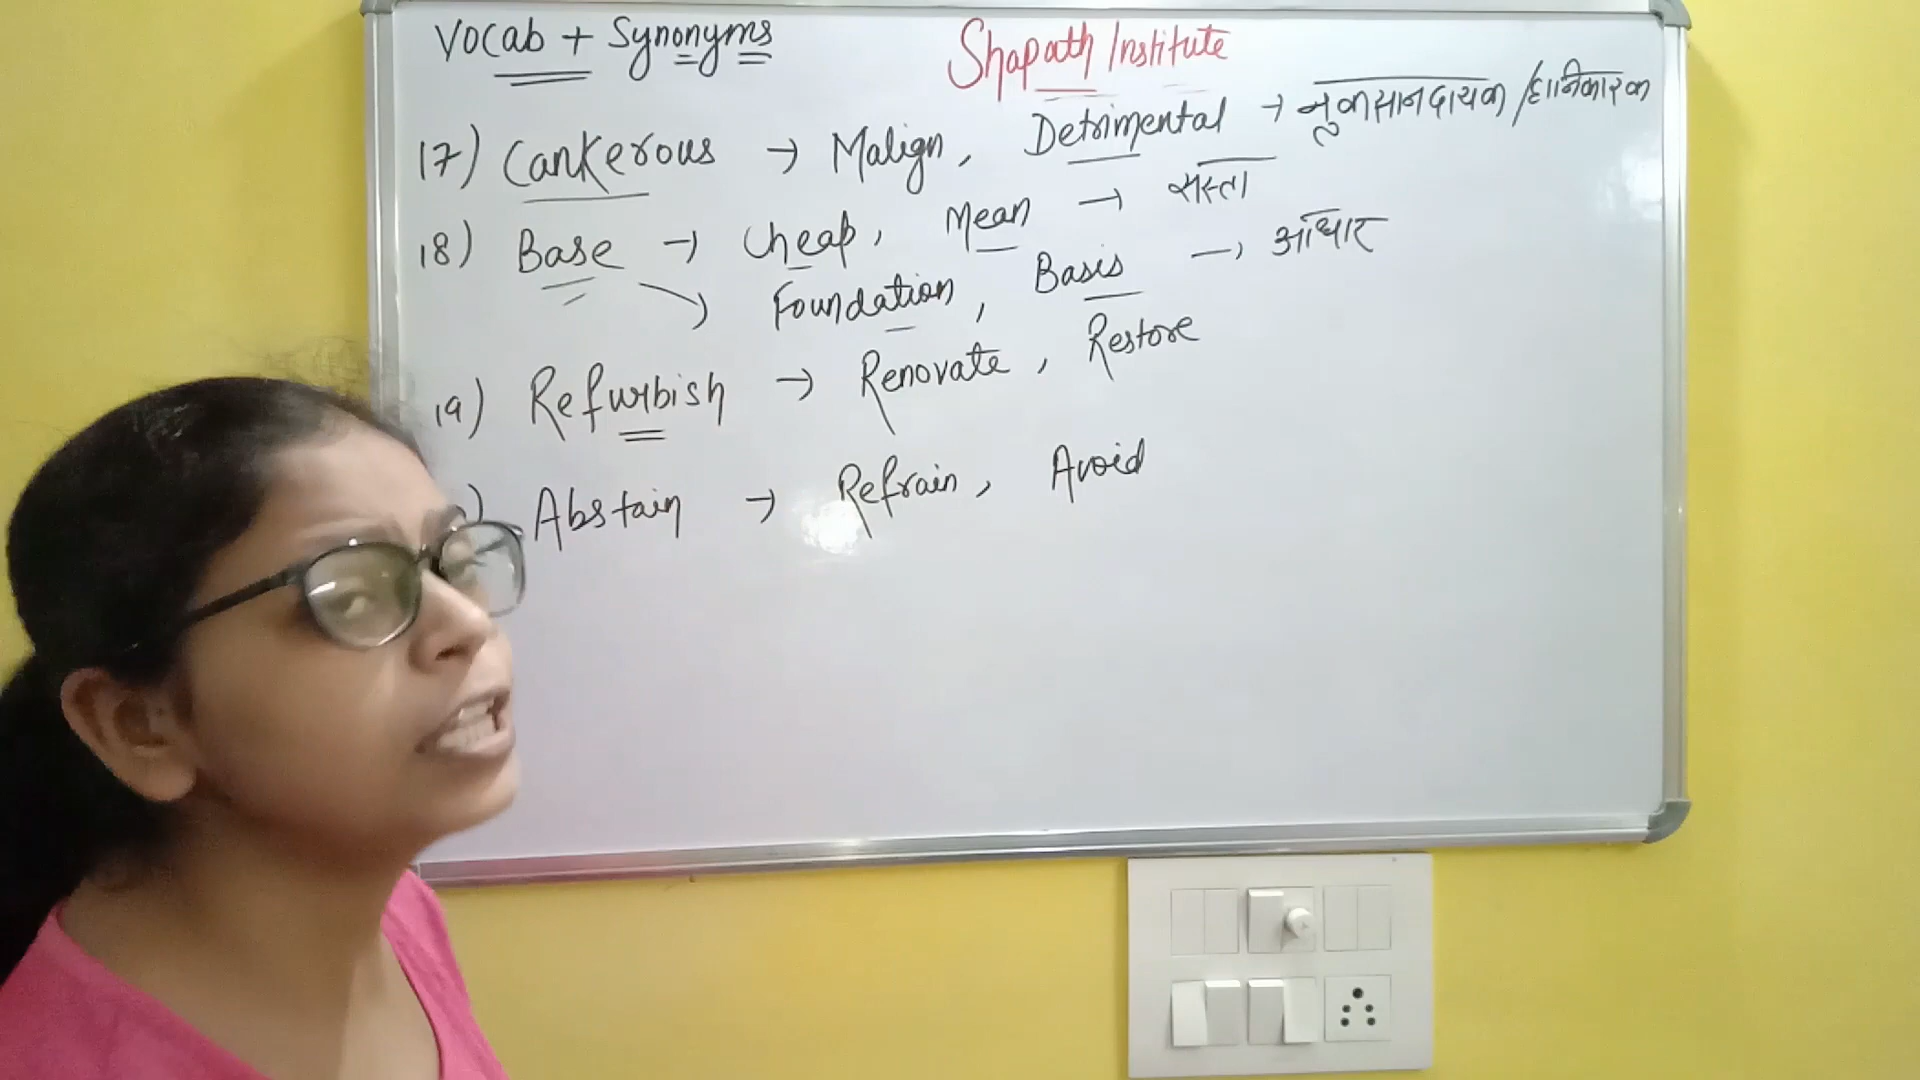 Vocab + Synonyms
Shapath Institute
17) Cankerous → Malign, Detrimental → नुकसानदायक / हानिकारक
18) Base → Cheap, Mean → सस्ता
→ Foundation, Basis → आधार
19) Refurbish → Renovate, Restore
) Abstain → Refrain, Avoid